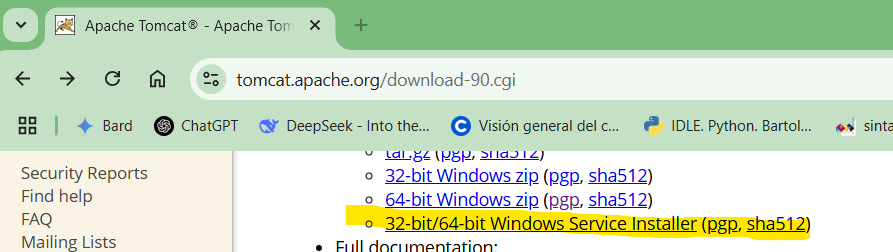 Apache Tomcat® - Apache Tom
tomcat.apache.org/download-90.cgi
Bard ChatGPT DeepSeek - Into the... Visión general del c... IDLE. Python. Bartol... sinta
tar.gz (pgp, sha512)
Security Reports
32-bit Windows zip (pgp, sha512)
Find help
64-bit Windows zip (pgp, sha512)
FAQ
32-bit/64-bit Windows Service Installer (pgp, sha512)
Mailing Lists
Full documentation: